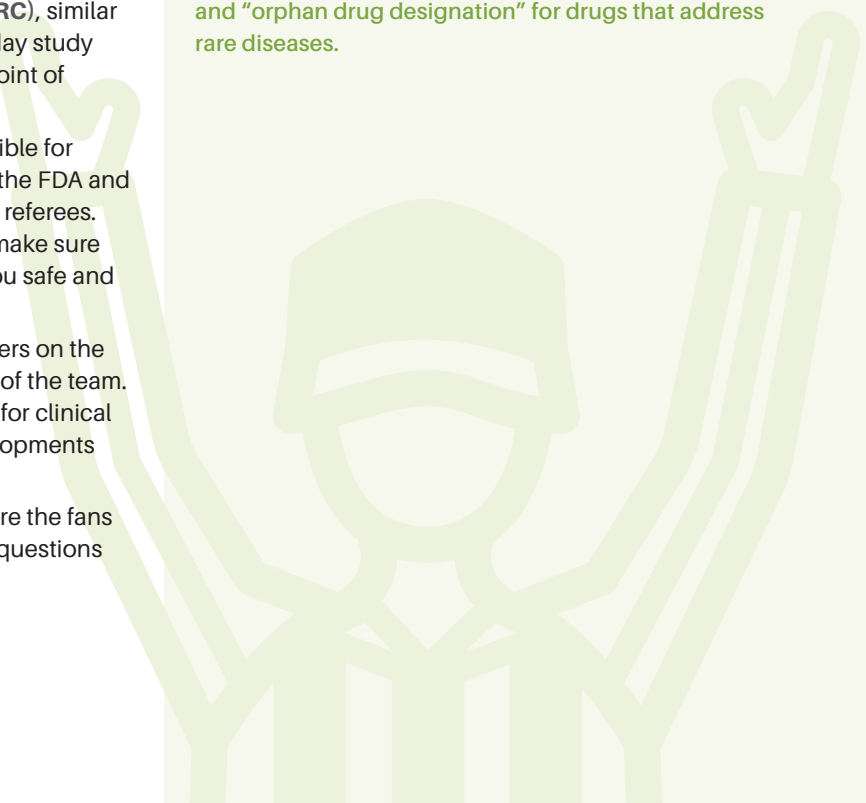 RC), similar
lay study
oint of
ible for
the FDA and
referees.
make sure
ou safe and
ers on the
of the team.
for clinical
opments
re the fans
questions
and “orphan drug designation” for drugs that address
rare diseases.